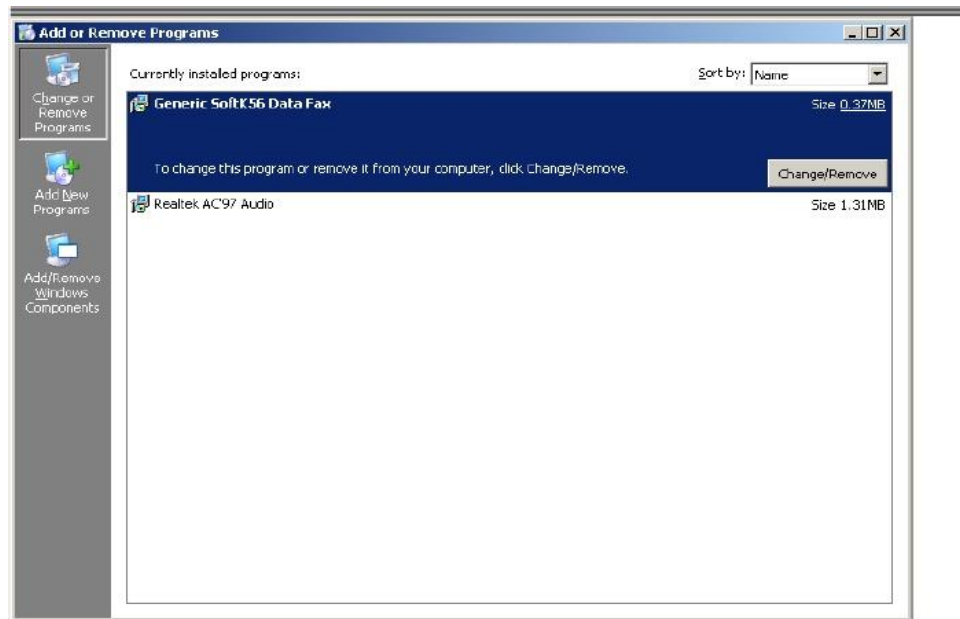 Add or Remove Programs
Change or
Remove
Programs
Currently installed programs:
Sort by: Name
Generic SoftK56 Data Fax
Size 0.37MB
To change this program or remove it from your computer, click Change/Remove.
Change/Remove
Add New
Programs
Realtek AC'97 Audio
Size 1.31MB
Add/Remove
Windows
Components